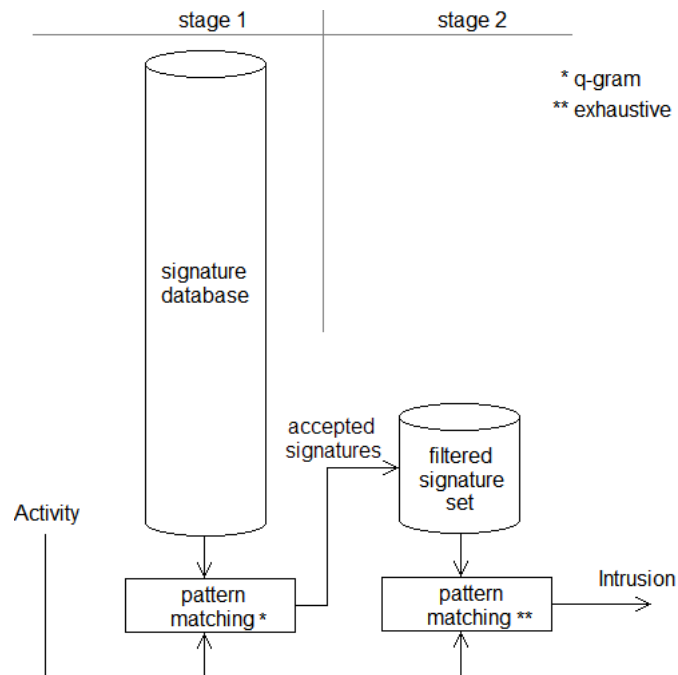 stage 1
stage 2
* q-gram
** exhaustive
signature
database
accepted
signatures
filtered
signature
set
Activity
pattern
matching *
pattern
matching **
Intrusion